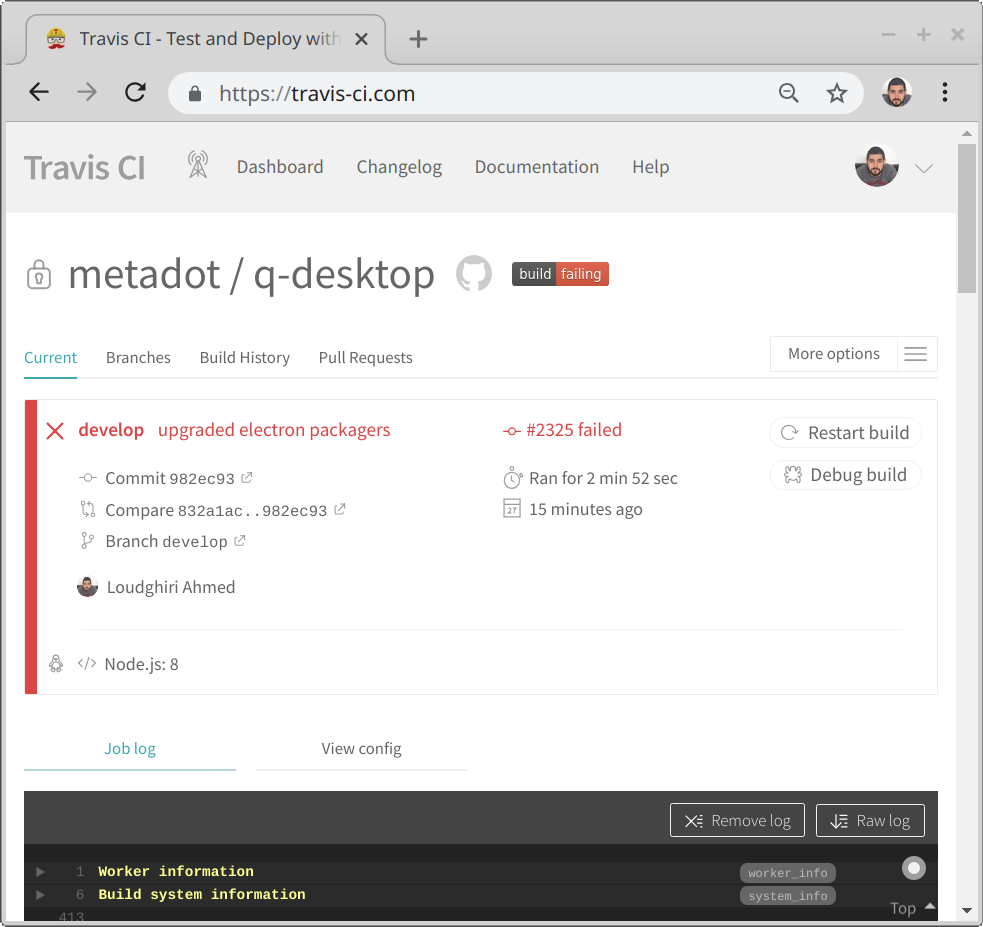 Travis CI - Test and Deploy with
https://travis-ci.com
Travis CI Dashboard Changelog Documentation Help
metadot / q-desktop build failing
Current Branches Build History Pull Requests More options
develop upgraded electron packagers #2325 failed Restart build
Commit 982ec93 Ran for 2 min 52 sec Debug build
Compare 832a1ac..982ec93 27 15 minutes ago
Branch develop
Loudghiri Ahmed
</> Node.js: 8
Job log View config
Remove log Raw log
1 Worker information worker_info
6 Build system information system_info
413 Top